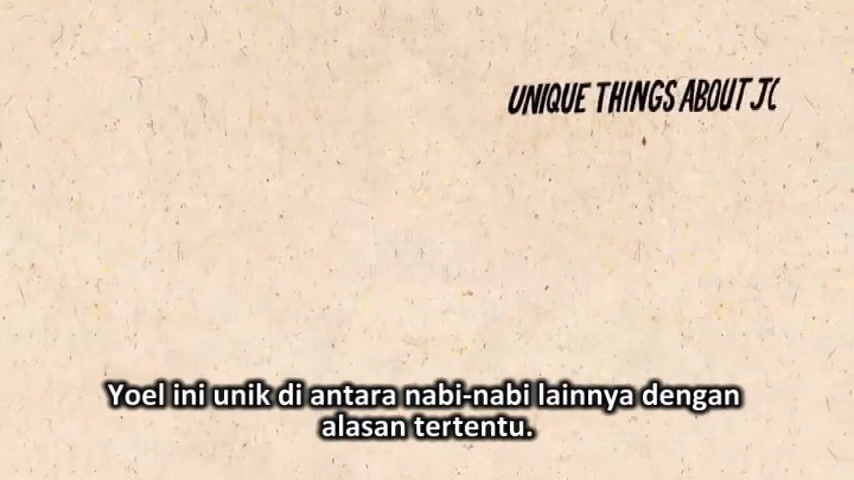 UNIQUE THINGS ABOUT
Yoel ini unik di antara nabi-nabi lainnya dengan
alasan tertentu.